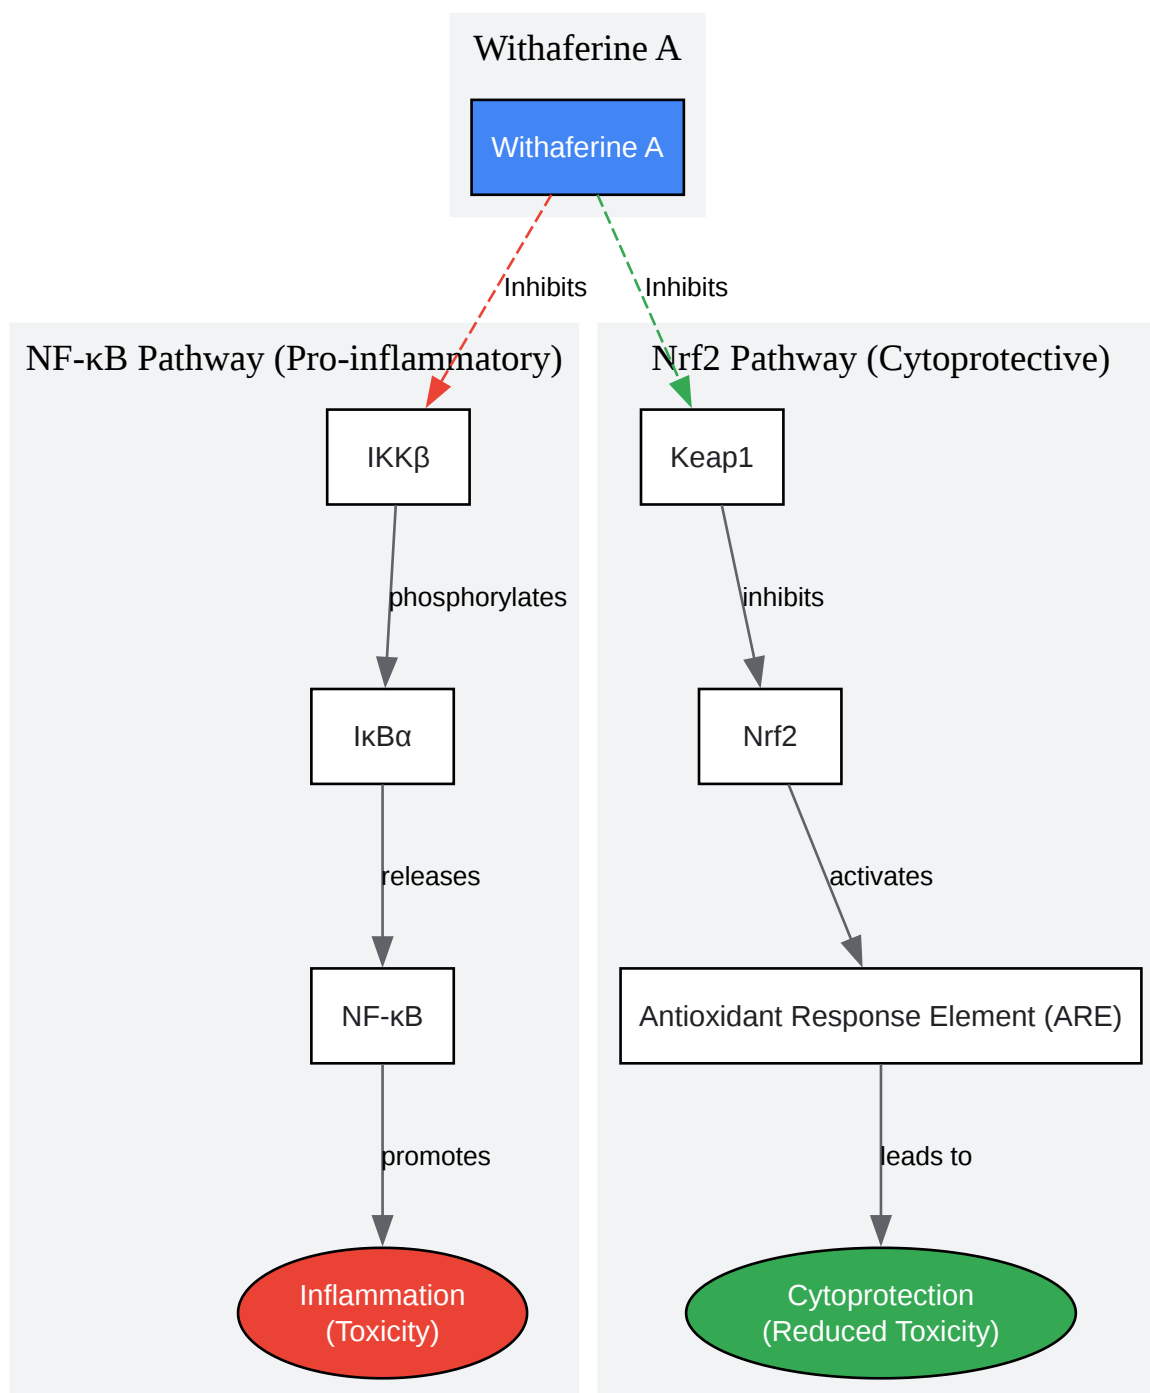 Withaferine A
Withaferine A
Inhibits
Inhibits
NF-κB Pathway (Pro-inflammatory)
Nrf2 Pathway (Cytoprotective)
IKKβ
Keap1
phosphorylates
inhibits
IκBα
Nrf2
releases
activates
NF-κB
Antioxidant Response Element (ARE)
promotes
leads to
Inflammation
(Toxicity)
Cytoprotection
(Reduced Toxicity)